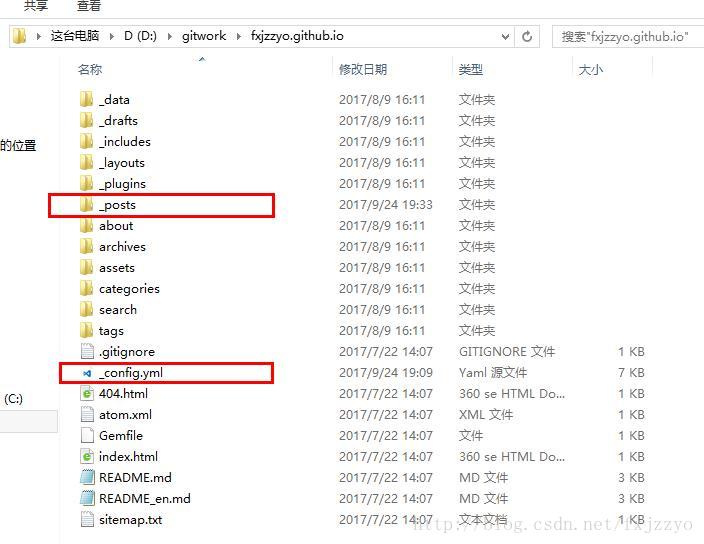 共享 查看
这台电脑 D (D:) gitwork fxjzzyo.github.io 搜索"fxjzzyo.github.io"
名称 修改日期 类型 大小
_data 2017/8/9 16:11 文件夹
_drafts 2017/8/9 16:11 文件夹
_includes 2017/8/9 16:11 文件夹
的位置
_layouts 2017/8/9 16:11 文件夹
_plugins 2017/8/9 16:11 文件夹
_posts 2017/9/24 19:33 文件夹
about 2017/8/9 16:11 文件夹
archives 2017/8/9 16:11 文件夹
assets 2017/8/9 16:11 文件夹
categories 2017/8/9 16:11 文件夹
search 2017/8/9 16:11 文件夹
tags 2017/8/9 16:11 文件夹
.gitignore 2017/7/22 14:07 GITIGNORE 文件 1 KB
_config.yml 2017/9/24 19:09 Yaml 源文件 7 KB
(C:) 404.html 2017/7/22 14:07 360 se HTML Do... 1 KB
atom.xml 2017/7/22 14:07 XML 文件 1 KB
Gemfile 2017/7/22 14:07 文件 1 KB
index.html 2017/7/22 14:07 360 se HTML Do... 1 KB
README.md 2017/7/22 14:07 MD 文件 3 KB
README_en.md 2017/7/22 14:07 MD 文件 3 KB
sitemap.txt 2017/7/22 14:07 文本文档 1 KB
http://blog.csdn.net/fxjzzyo